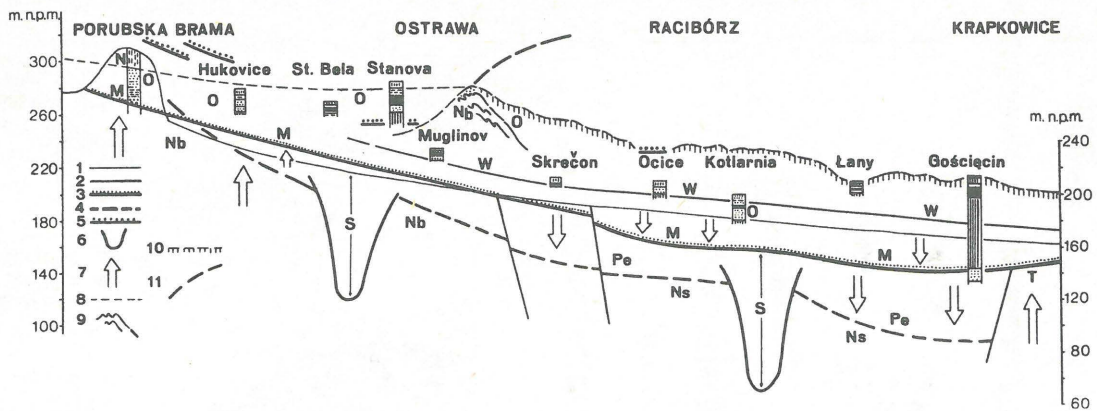 m. n.p.m.
PORUBSKA BRAMA
OSTRAWA
RACIBÓRZ
KRAPKOWICE
300
260
220
180
140
100
N
O
M
Hukovice
O
St. Bela
O
Stanova
Nb
O
Nb
M
Muglinov
W
Skrečon
Ocice
Kotlarnia
Łany
Gościęcin
m. n.p.m.
240
200
160
120
80
60
W
O
W
S
Nb
M
M
Pe
Ns
S
Ns
Pe
T
1
2
3
4
5
6
7
8
9
10
11